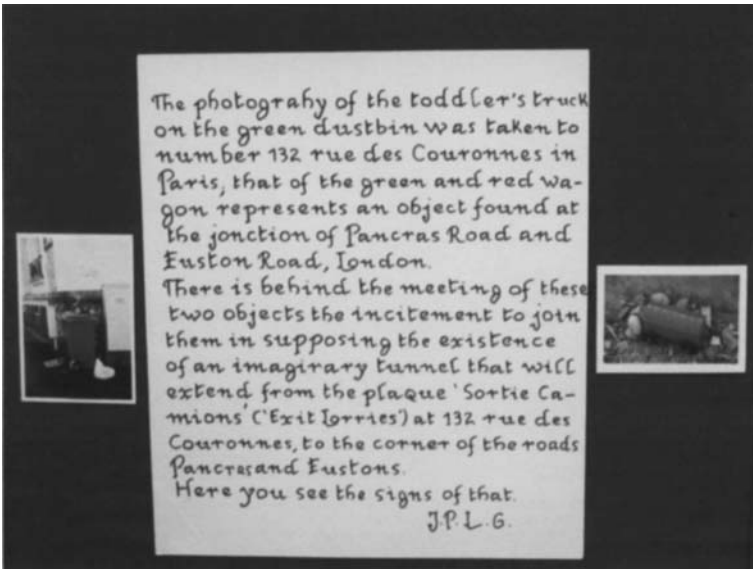 The photograhy of the toddler's truck
on the green dustbin was taken to
number 132 rue des Couronnes in
Paris, that of the green and red wa-
gon represents an object found at
the jonction of Pancras Road and
Euston Road, London.
There is behind the meeting of these
two objects the incitement to join
them in supposing the existence
of an imagirary tunnel that will
extend from the plaque 'Sortie Ca-
mions' ('Exit Lorries') at 132 rue des
Couronnes, to the corner of the roads
Pancras and Eustons.
Here you see the signs of that.
J.P.L.G.